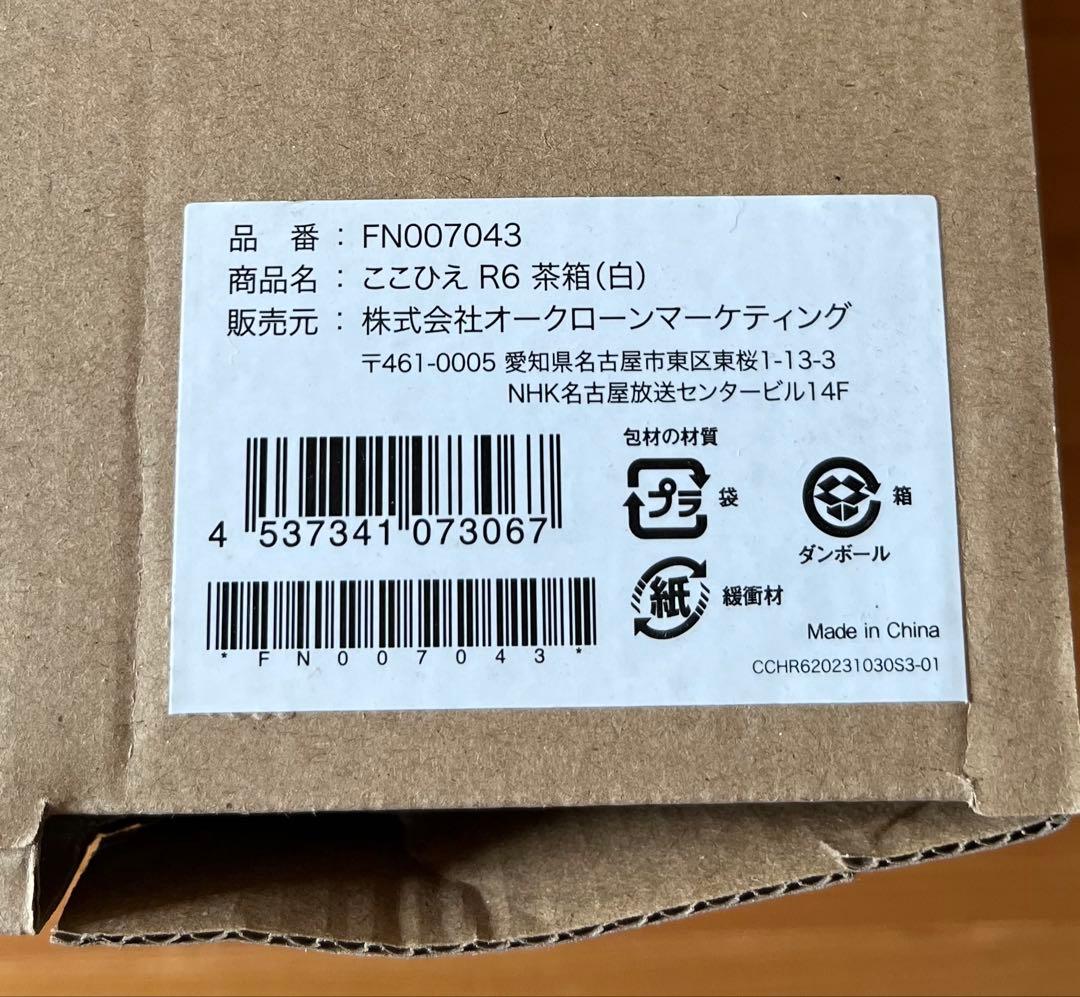 品 番 : FN007043
商品名 : ここひえ R6 茶箱(白)
販売元 : 株式会社オークローンマーケティング
〒461-0005 愛知県名古屋市東区東桜1-13-3
NHK名古屋放送センタービル14F
包材の材質
プラ 袋
箱
ダンボール
4 537341 073067
紙 緩衝材
*FN007043*
Made in China
CCHR620231030S3-01